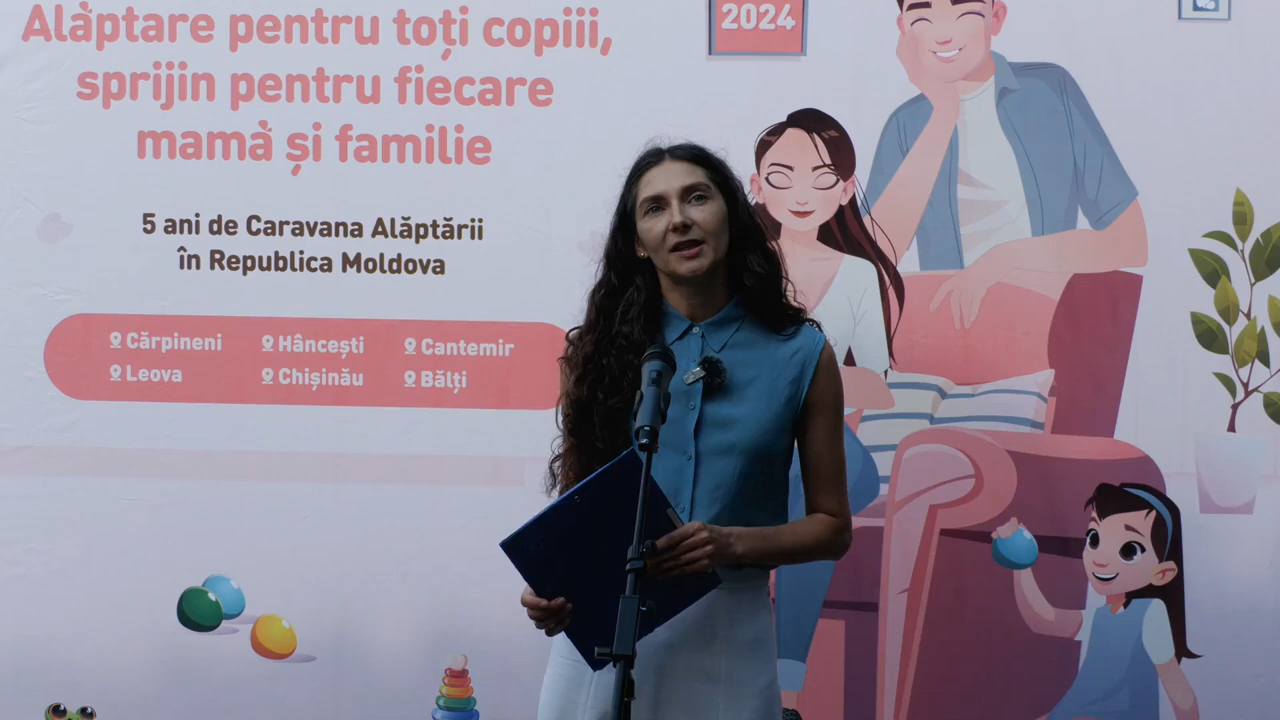 Alăptare pentru toți copiii,
sprijin pentru fiecare
mamă și familie
5 ani de Caravana Alăptării
în Republica Moldova
Cărpineni Hâncești Cantemir
Leova Chișinău Bălți
2024